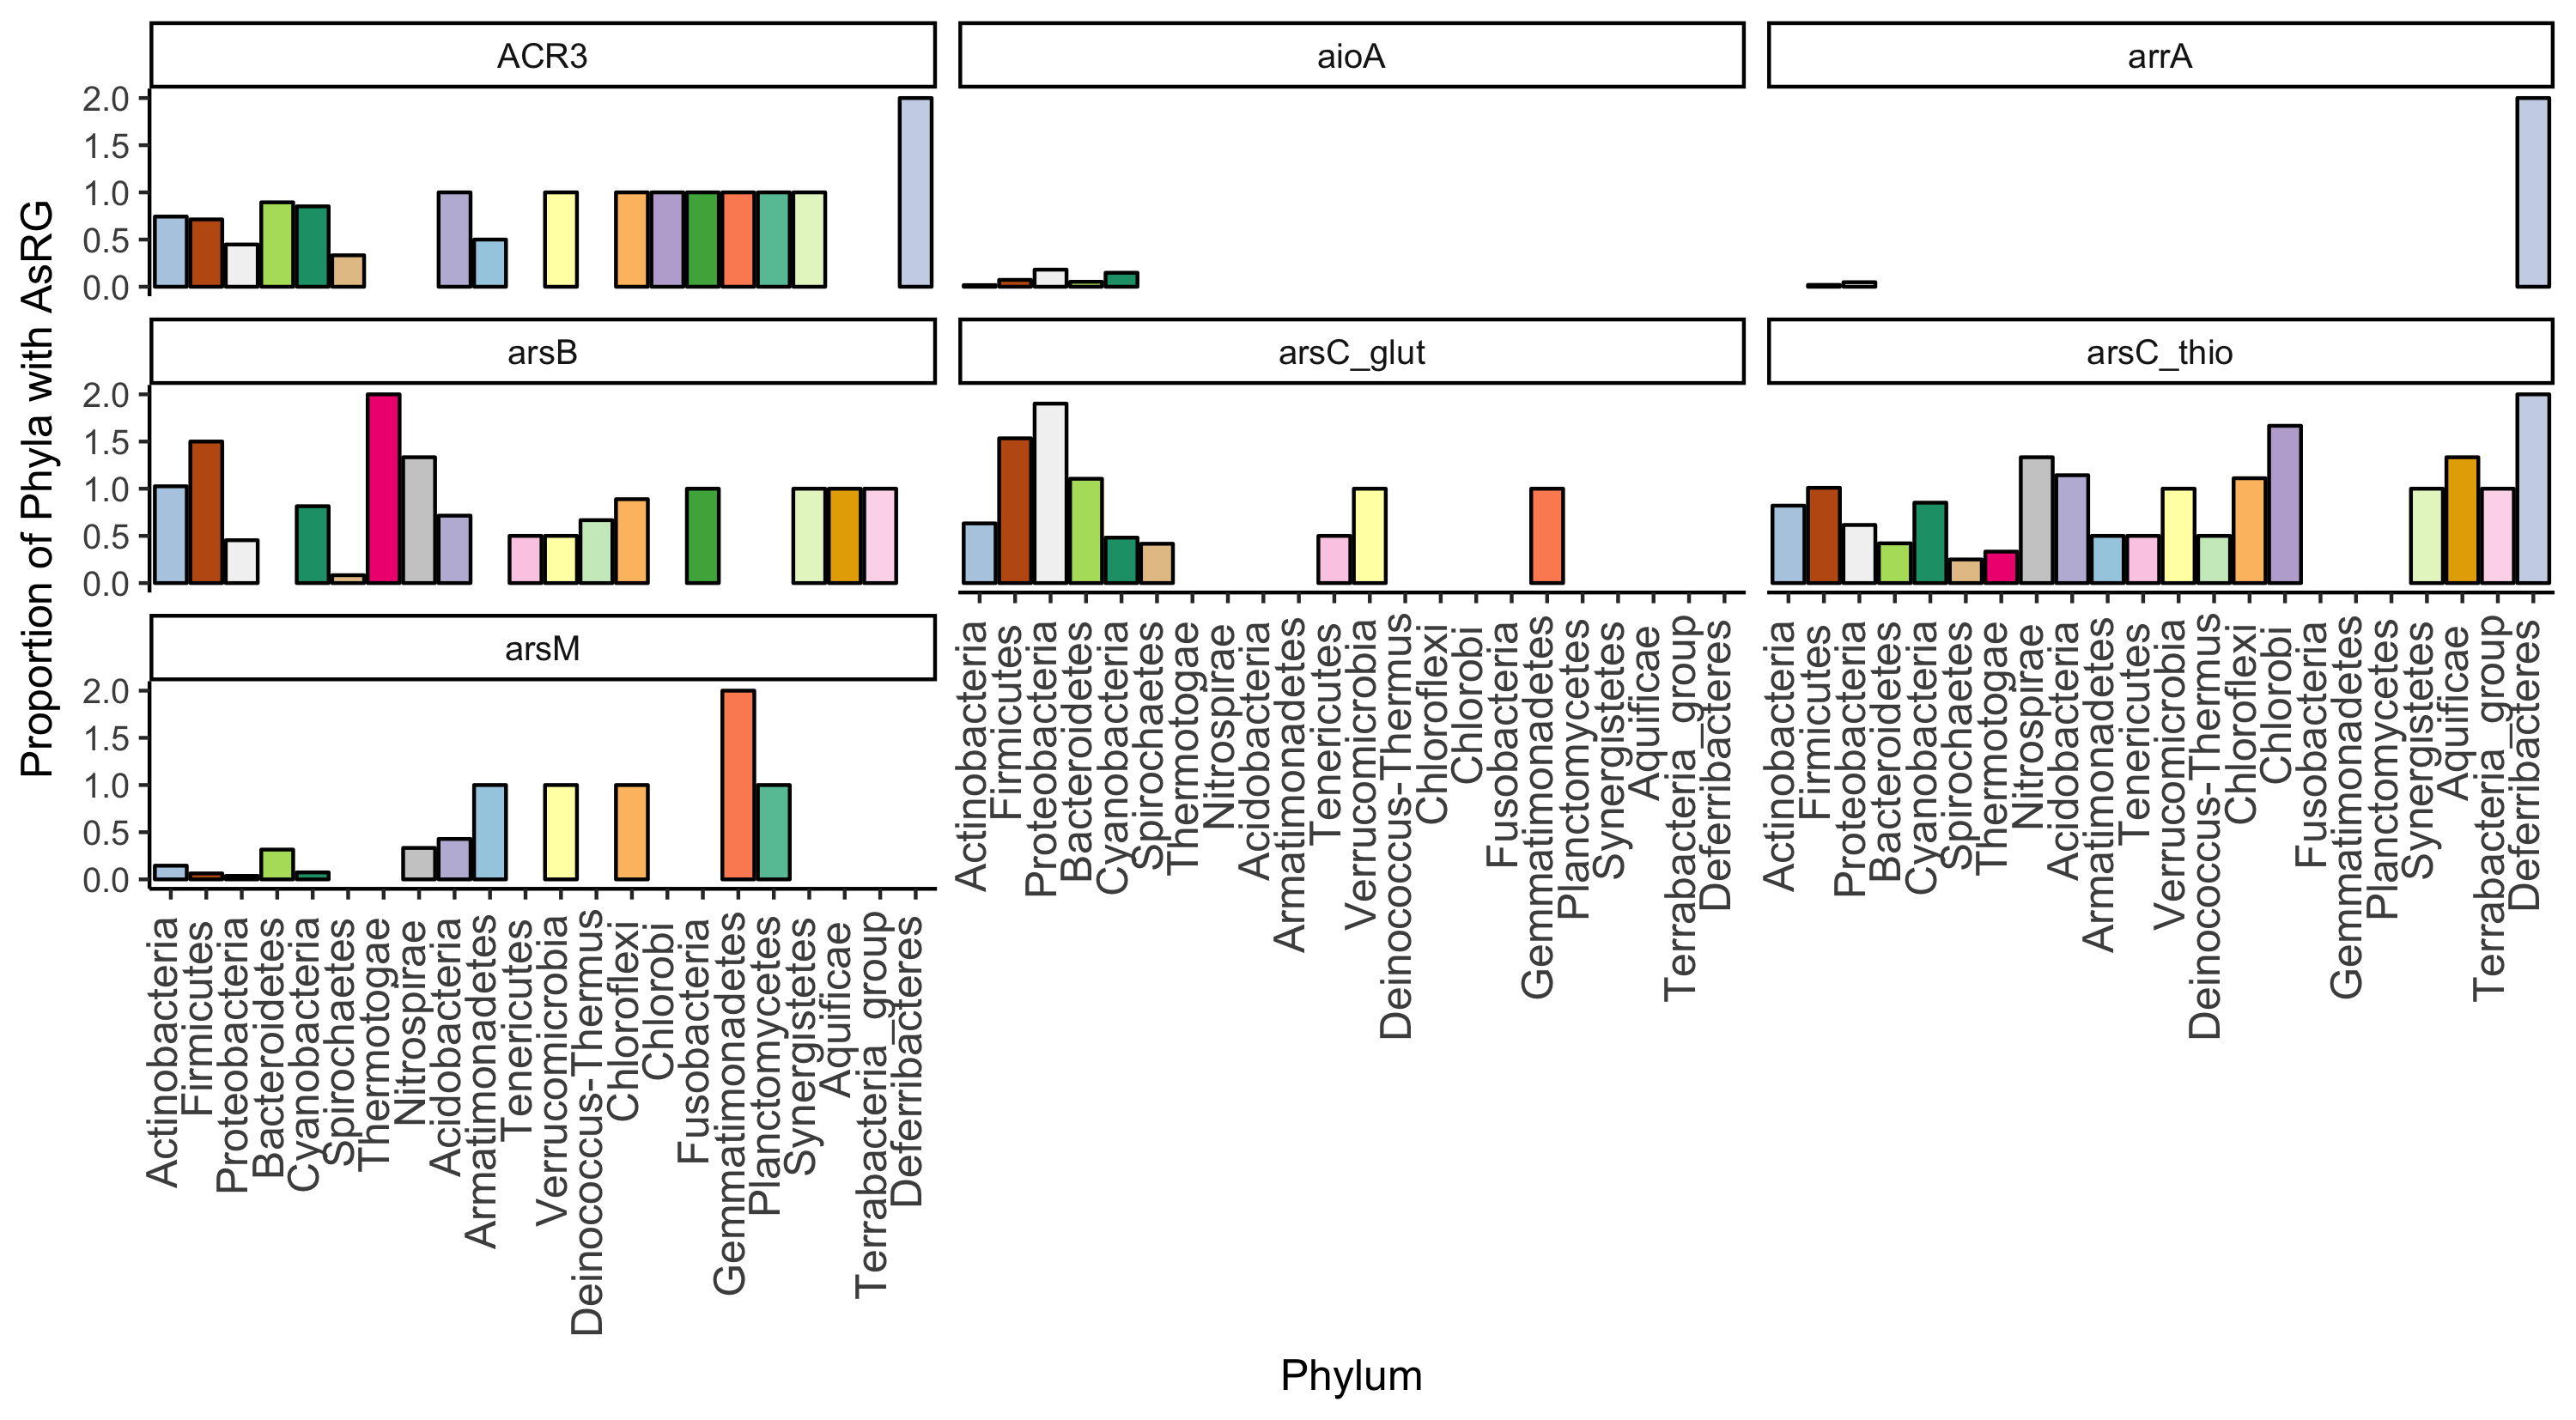 Proportion of Phyla with AsRG
ACR3
aioA
arrA
2.0
1.5
1.0
0.5
0.0
arsB
arsC_glut
arsC_thio
2.0
1.5
1.0
0.5
0.0
arsM
2.0
1.5
1.0
0.5
0.0
Actinobacteria
Firmicutes
Proteobacteria
Bacteroidetes
Cyanobacteria
Spirochaetes
Thermotogae
Nitrospirae
Acidobacteria
Armatimonadetes
Tenericutes
Verrucomicrobia
Deinococcus-Thermus
Chloroflexi
Chlorobi
Fusobacteria
Gemmatimonadetes
Planctomycetes
Synergistetes
Aquificae
Terrabacteria_group
Deferribacteres
Actinobacteria
Firmicutes
Proteobacteria
Bacteroidetes
Cyanobacteria
Spirochaetes
Thermotogae
Nitrospirae
Acidobacteria
Armatimonadetes
Tenericutes
Verrucomicrobia
Deinococcus-Thermus
Chloroflexi
Chlorobi
Fusobacteria
Gemmatimonadetes
Planctomycetes
Synergistetes
Aquificae
Terrabacteria_group
Deferribacteres
Actinobacteria
Firmicutes
Proteobacteria
Bacteroidetes
Cyanobacteria
Spirochaetes
Thermotogae
Nitrospirae
Acidobacteria
Armatimonadetes
Tenericutes
Verrucomicrobia
Deinococcus-Thermus
Chloroflexi
Chlorobi
Fusobacteria
Gemmatimonadetes
Planctomycetes
Synergistetes
Aquificae
Terrabacteria_group
Deferribacteres
Phylum